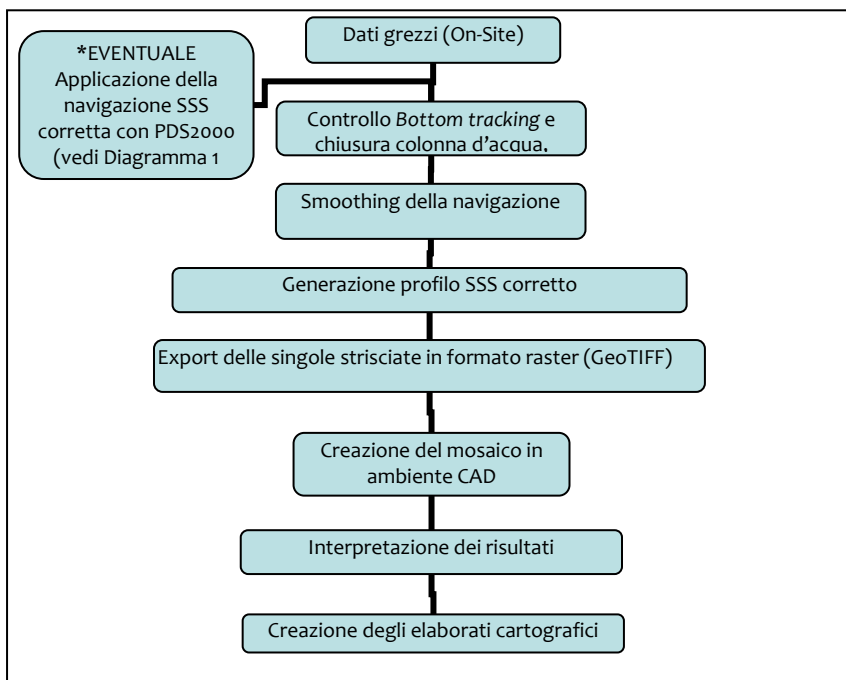 Dati grezzi (On-Site)
*EVENTUALE
Applicazione della
navigazione SSS
corretta con PDS2000
(vedi Diagramma 1
Controllo Bottom tracking e
chiusura colonna d'acqua,
Smoothing della navigazione
Generazione profilo SSS corretto
Export delle singole strisciate in formato raster (GeoTIFF)
Creazione del mosaico in
ambiente CAD
Interpretazione dei risultati
Creazione degli elaborati cartografici